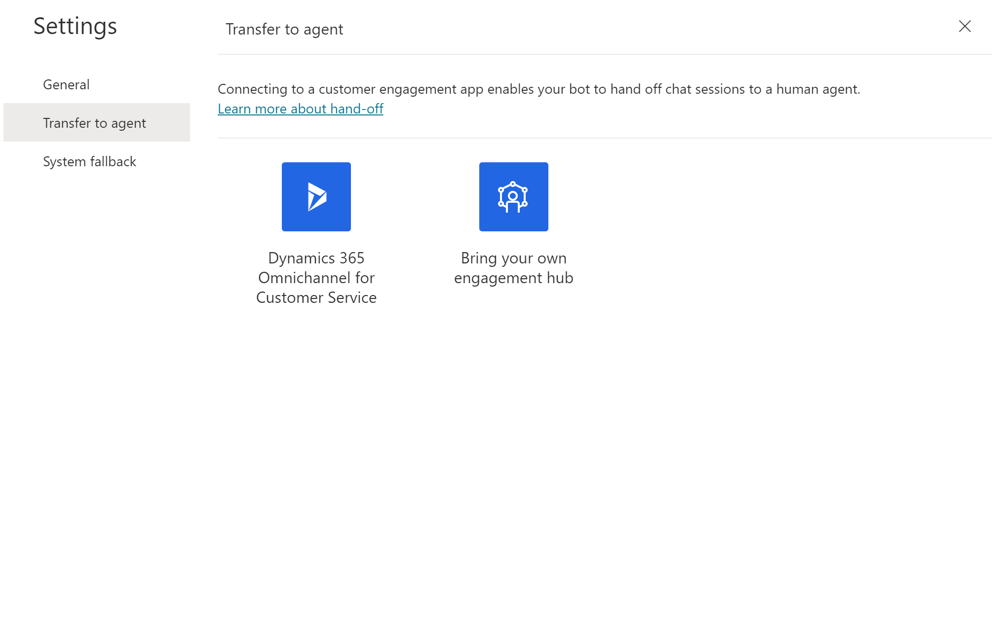 Settings
General
Transfer to agent
System fallback
Transfer to agent
Connecting to a customer engagement app enables your bot to hand off chat sessions to a human agent.
Learn more about hand-off
Dynamics 365
Omnichannel for
Customer Service
Bring your own
engagement hub